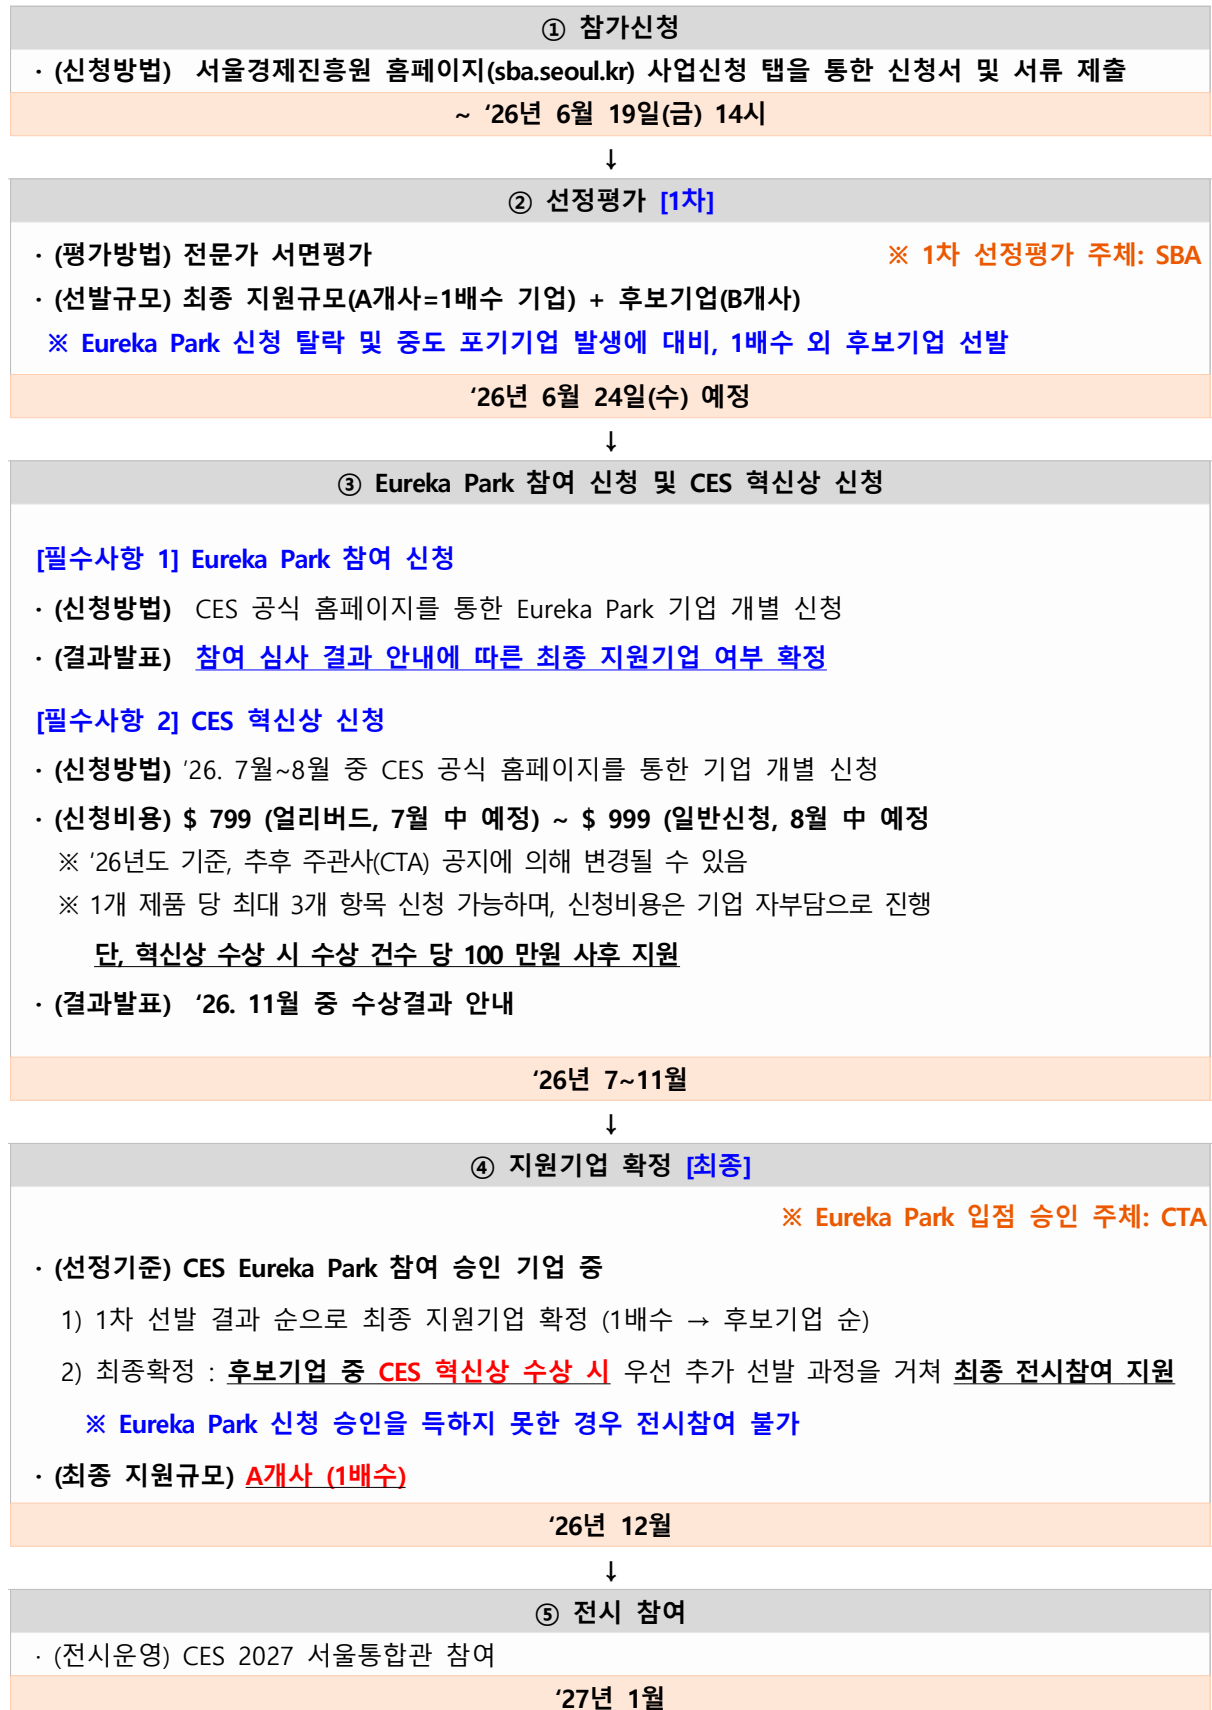 ① 참가신청
· (신청방법) 서울경제진흥원 홈페이지(sba.seoul.kr) 사업신청 탭을 통한 신청서 및 서류 제출
~ ‘26년 6월 19일(금) 14시
↓
② 선정평가 [1차]
· (평가방법) 전문가 서면평가 ※ 1차 선정평가 주체: SBA
· (선발규모) 최종 지원규모(A개사=1배수 기업) + 후보기업(B개사)
※ Eureka Park 신청 탈락 및 중도 포기기업 발생에 대비, 1배수 외 후보기업 선발
‘26년 6월 24일(수) 예정
↓
③ Eureka Park 참여 신청 및 CES 혁신상 신청
[필수사항 1] Eureka Park 참여 신청
· (신청방법) CES 공식 홈페이지를 통한 Eureka Park 기업 개별 신청
· (결과발표) 참여 심사 결과 안내에 따른 최종 지원기업 여부 확정
[필수사항 2] CES 혁신상 신청
· (신청방법) ‘26. 7월~8월 중 CES 공식 홈페이지를 통한 기업 개별 신청
· (신청비용) $ 799 (얼리버드, 7월 中 예정) ~ $ 999 (일반신청, 8월 中 예정
※ ‘26년도 기준, 추후 주관사(CTA) 공지에 의해 변경될 수 있음
※ 1개 제품 당 최대 3개 항목 신청 가능하며, 신청비용은 기업 자부담으로 진행
단, 혁신상 수상 시 수상 건수 당 100 만원 사후 지원
· (결과발표) ‘26. 11월 중 수상결과 안내
‘26년 7~11월
↓
④ 지원기업 확정 [최종]
※ Eureka Park 입점 승인 주체: CTA
· (선정기준) CES Eureka Park 참여 승인 기업 중
1) 1차 선발 결과 순으로 최종 지원기업 확정 (1배수 → 후보기업 순)
2) 최종확정 : 후보기업 중 CES 혁신상 수상 시 우선 추가 선발 과정을 거쳐 최종 전시참여 지원
※ Eureka Park 신청 승인을 득하지 못한 경우 전시참여 불가
· (최종 지원규모) A개사 (1배수)
‘26년 12월
↓
⑤ 전시 참여
· (전시운영) CES 2027 서울통합관 참여
‘27년 1월